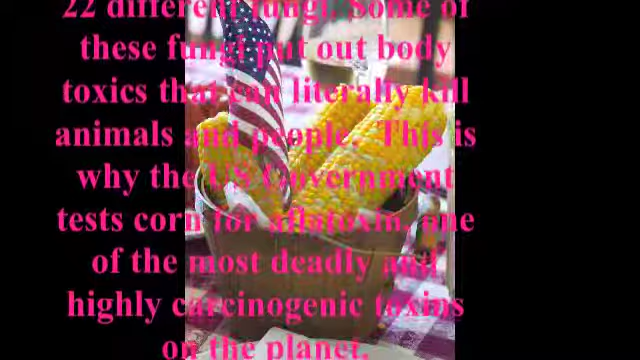 22 different fungi. Some of
these fungi put out body
toxics that can literally kill
animals and people. This is
why the US Government
tests corn for aflatoxin, one
of the most deadly and
highly carcinogenic toxins
on the planet.